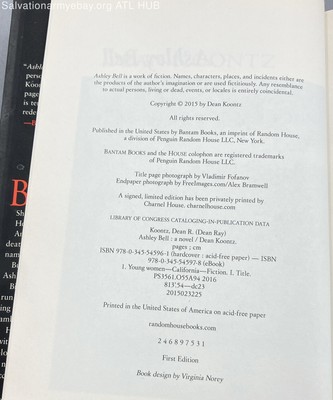 Salvationarmyebay.org ATL HUB
Ashley Bell is a work of fiction. Names, characters, places, and incidents either are
the products of the author's imagination or are used fictitiously. Any resemblance
to actual persons, living or dead, events, or locales is entirely coincidental.
Copyright © 2015 by Dean Koontz
All rights reserved.
Published in the United States by Bantam Books, an imprint of Random House,
a division of Penguin Random House LLC, New York.
BANTAM BOOKS and the HOUSE colophon are registered trademarks
of Penguin Random House LLC.
Title page photograph by Vladimir Fofanov
Endpaper photograph by FreeImages.com/Alex Bramwell
A signed, limited edition has been privately printed by
Charnel House. charnelhouse.com
LIBRARY OF CONGRESS CATALOGING-IN-PUBLICATION DATA
Koontz, Dean R. (Dean Ray)
Ashley Bell : a novel / Dean Koontz.
pages ; cm
ISBN 978-0-345-54596-1 (hardcover : acid-free paper) — ISBN
978-0-345-54597-8 (eBook)
1. Young women—California—Fiction. I. Title.
PS3561.O55A94 2016
813'.54—dc23
2015023225
Printed in the United States of America on acid-free paper
randomhousebooks.com
2 4 6 8 9 7 5 3 1
First Edition
Book design by Virginia Norey